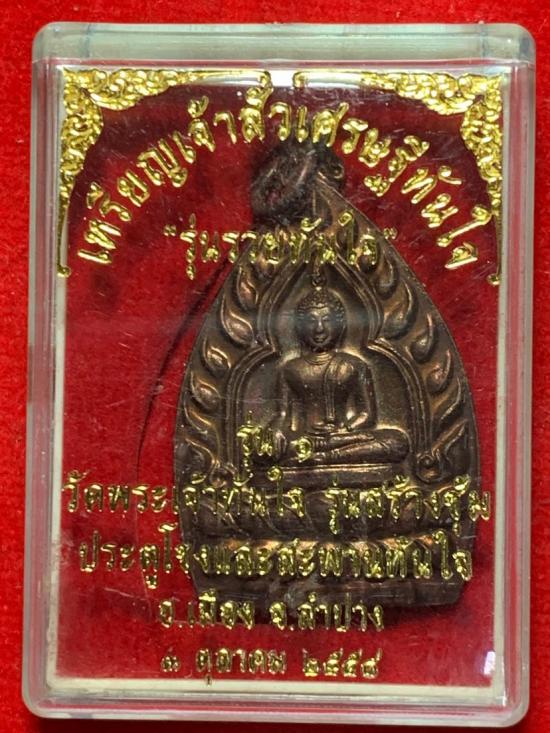 เหรียญเจ้าสัวเศรษฐีทันใจ
"รุ่นรวยทันใจ"
รุ่น ๑
วัดพระเจ้าทันใจ รุ่นสร้างซุ้ม
ประตูโขงและสะพานทันใจ
อ.เมือง จ.ลำปาง
๓ ตุลาคม ๒๕๕๘